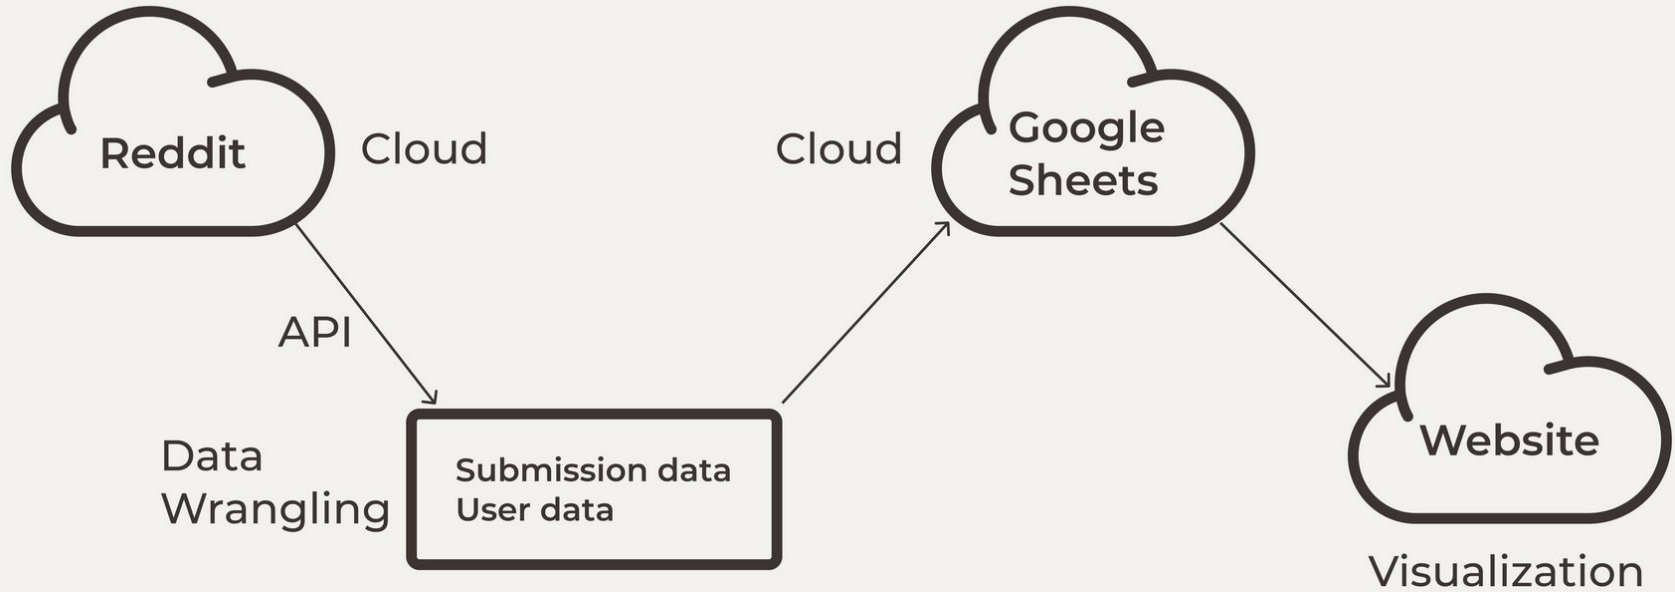 Reddit
Cloud
Cloud
Google
Sheets
API
Data
Wrangling
Submission data
User data
Website
Visualization